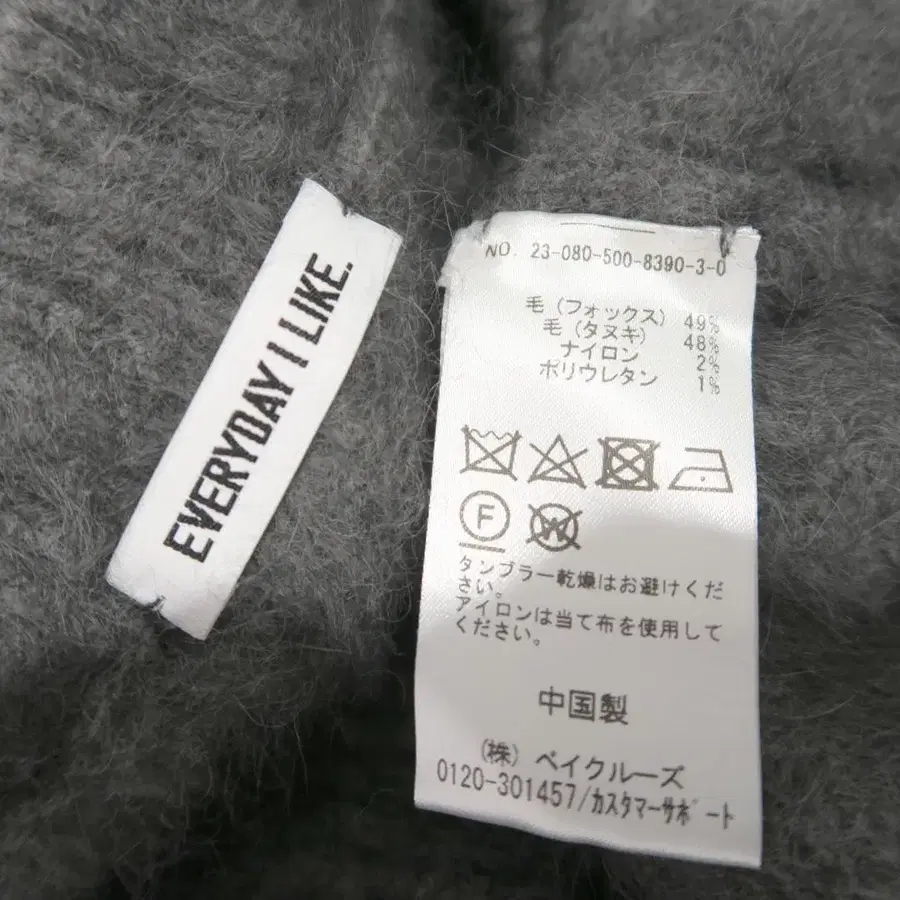 EVERYDAY I LIKE.
NO. 23-080-500-8390-3-0
毛(フォックス) 49%
毛(タヌキ) 48%
ナイロン 2%
ポリウレタン 1%
F W
タンブラー乾燥はお避けくだ
さい。
アイロンは当て布を使用して
ください。
中国製
(株) ベイクルーズ
0120-301457/カスタマーサポート